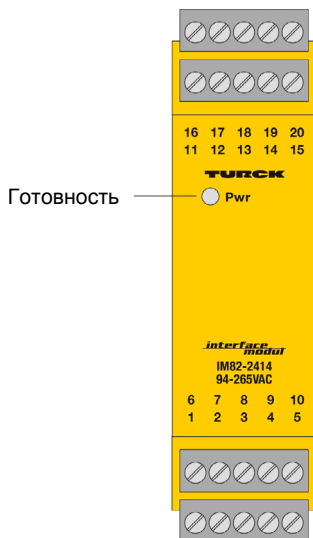 16 17 18 19 20
11 12 13 14 15
TURCK
Готовность
Pwr
interface
modul
IM82-2414
94-265VAC
6 7 8 9 10
1 2 3 4 5